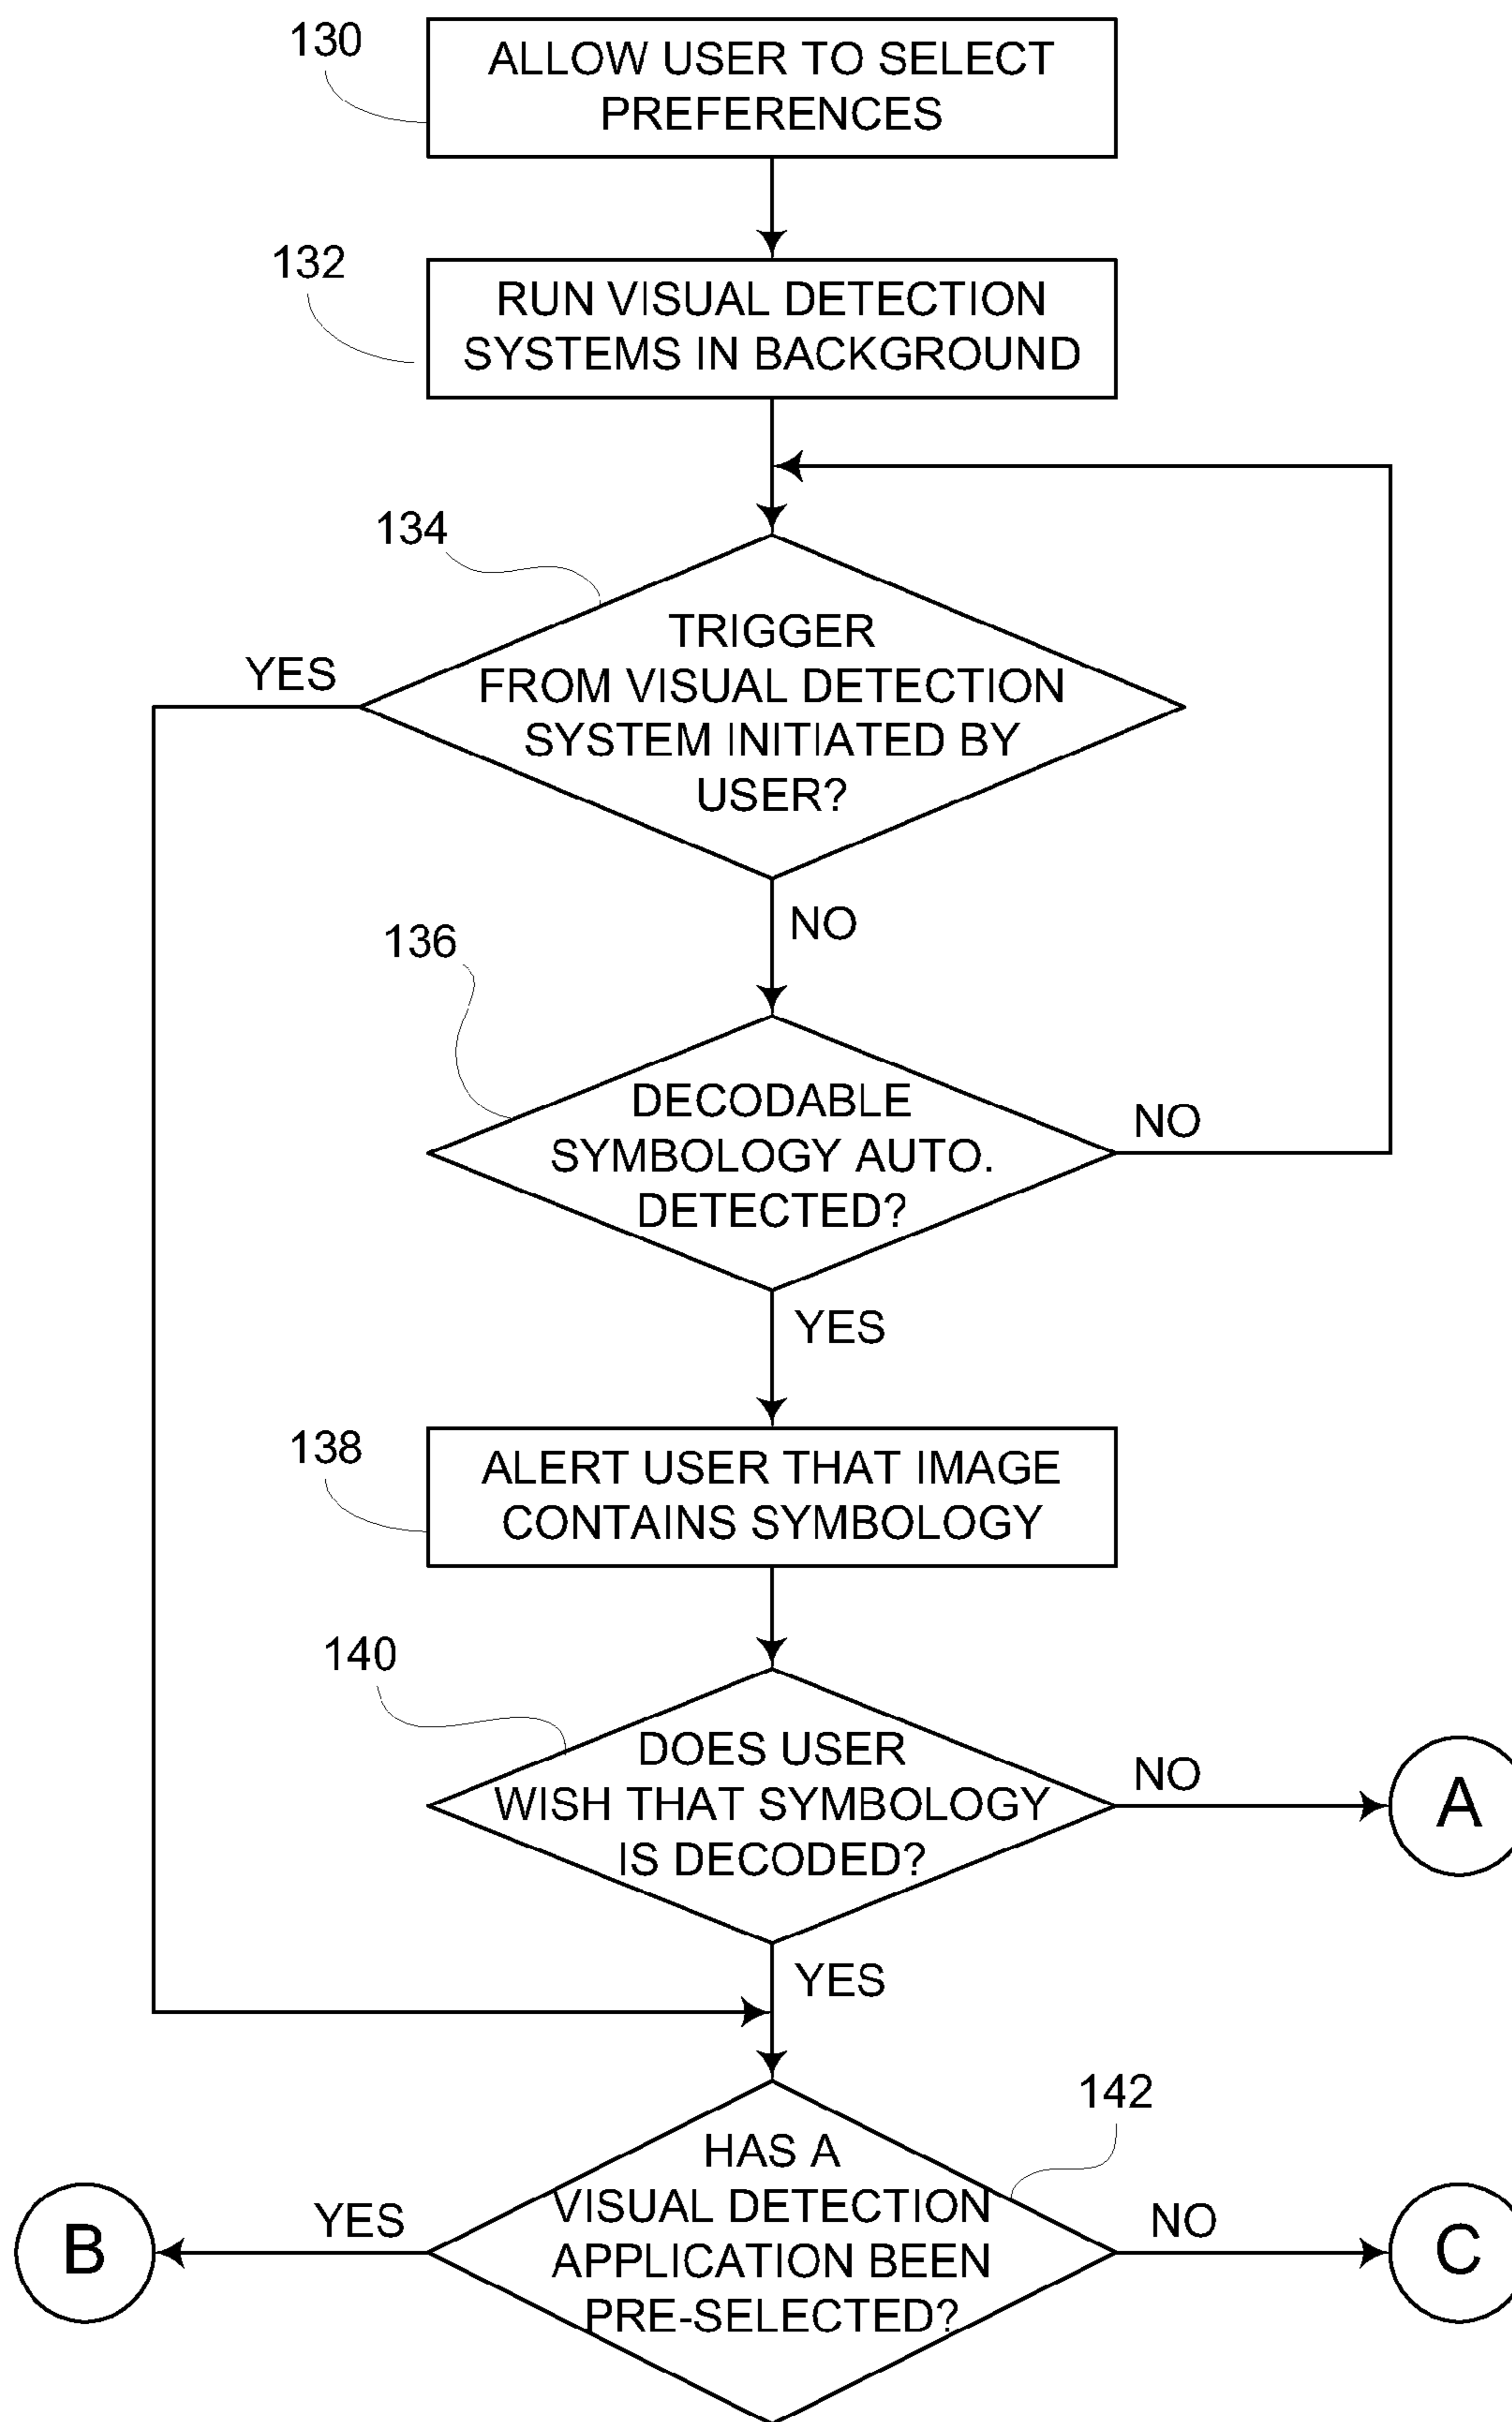 130
ALLOW USER TO SELECT
PREFERENCES
132
RUN VISUAL DETECTION
SYSTEMS IN BACKGROUND
134
TRIGGER
FROM VISUAL DETECTION
SYSTEM INITIATED BY
USER?
YES
NO
136
DECODABLE
SYMBOLOGY AUTO.
DETECTED?
NO
YES
138
ALERT USER THAT IMAGE
CONTAINS SYMBOLOGY
140
DOES USER
WISH THAT SYMBOLOGY
IS DECODED?
NO
A
YES
142
HAS A
VISUAL DETECTION
APPLICATION BEEN
PRE-SELECTED?
YES
B
NO
C